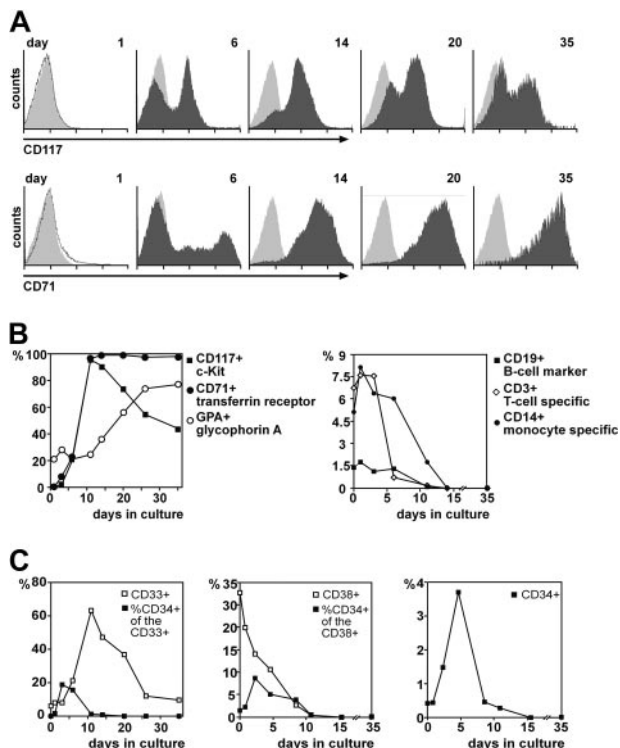 A
day 1 6 14 20 35
counts
CD117
day 1 6 14 20 35
counts
CD71
B
%
100
80
60
40
20
0
0 10 20 30
days in culture
CD117+
c-Kit
CD71+
transferrin receptor
GPA+
glycophorin A
%
9
7.5
6
4.5
3
1.5
0
0 5 10 15 35
days in culture
CD19+
B-cell marker
CD3+
T-cell specific
CD14+
monocyte specific
C
%
80
60
40
20
0
0 10 20 30
days in culture
CD33+
%CD34+
of the
CD33+
%
35
30
25
20
15
10
5
0
0 5 10 15 35
days in culture
CD38+
%CD34+
of the
CD38+
%
4
3
2
1
0
0 5 10 15 35
days in culture
CD34+